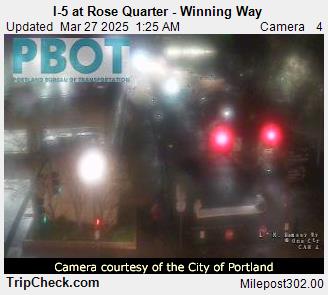 I-5 at Rose Quarter - Winning Way
Updated Mar 27 2025 1:25 AM Camera 4
PBOT
PORTLAND BUREAU OF TRANSPORTATION
Camera courtesy of the City of Portland
TripCheck.com Milepost302.00